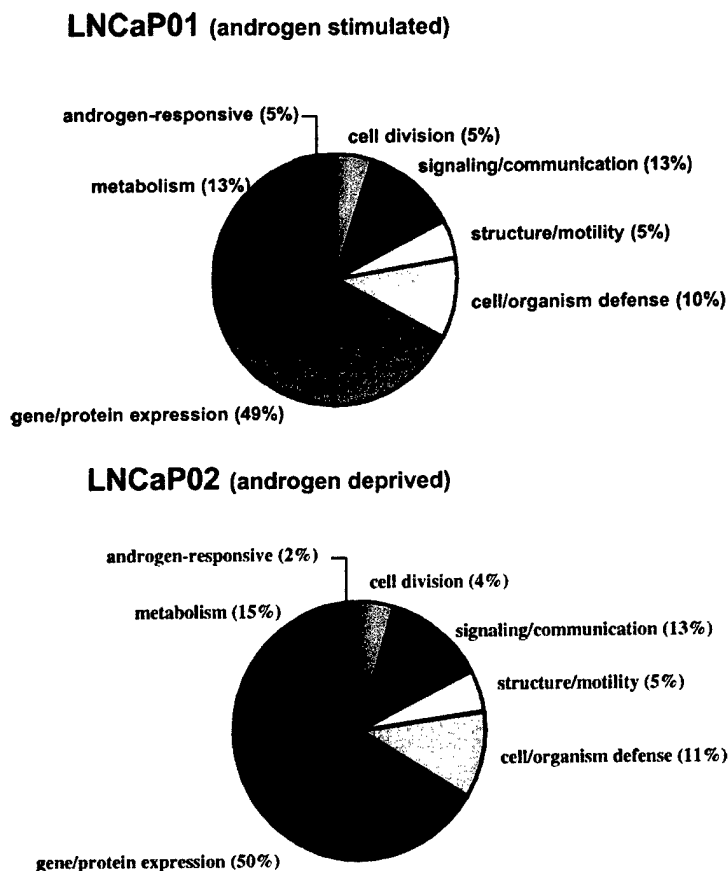 LNCaP01 (androgen stimulated)
androgen-responsive (5%)
cell division (5%)
signaling/communication (13%)
metabolism (13%)
structure/motility (5%)
cell/organism defense (10%)
gene/protein expression (49%)
LNCaP02 (androgen deprived)
androgen-responsive (2%)
cell division (4%)
metabolism (15%)
signaling/communication (13%)
structure/motility (5%)
cell/organism defense (11%)
gene/protein expression (50%)